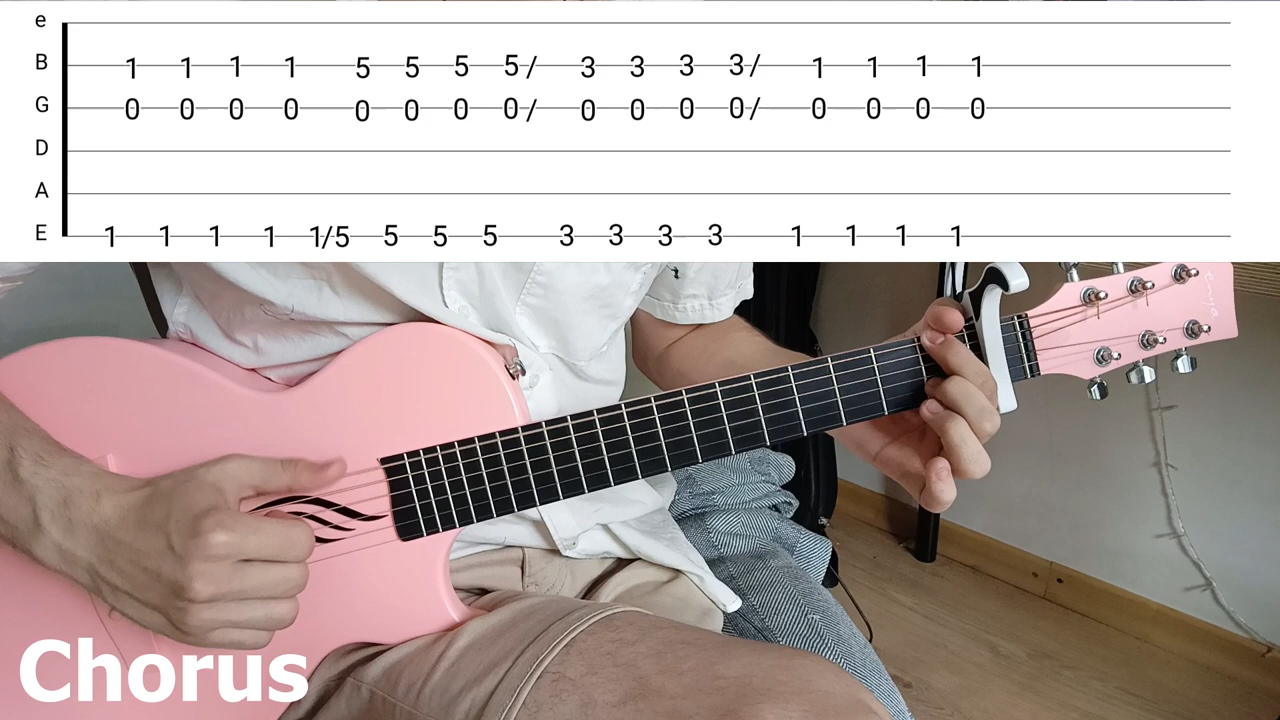 e
B 1 1 1 1 5 5 5 5/ 3 3 3 3/ 1 1 1 1
G 0 0 0 0 0 0 0 0/ 0 0 0 0/ 0 0 0 0
D
A
E 1 1 1 1 1/5 5 5 5 3 3 3 3 1 1 1 1
enya
Chorus